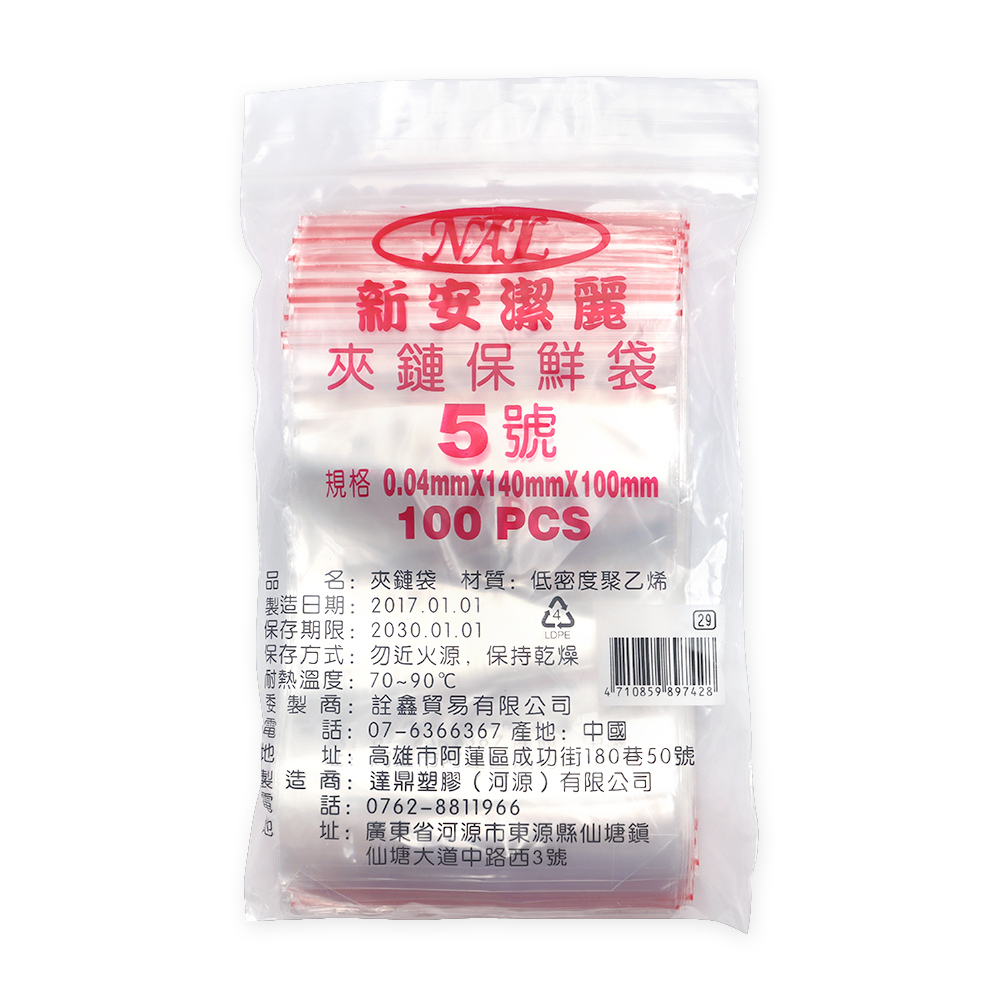 NAL
新安潔麗
夾鏈保鮮袋
5號
規格 0.04mmX140mmX100mm
100 PCS
品名：夾鏈袋 材質：低密度聚乙烯
製造日期：2017.01.01
保存期限：2030.01.01
4
LDPE
29
保存方式：勿近火源，保持乾燥
耐熱溫度：70~90℃
4 710859 897428
委製商：詮鑫貿易有限公司
電話：07-6366367 產地：中國
地址：高雄市阿蓮區成功街180巷50號
製造商：達鼎塑膠（河源）有限公司
電話：0762-8811966
地址：廣東省河源市東源縣仙塘鎮
仙塘大道中路西3號